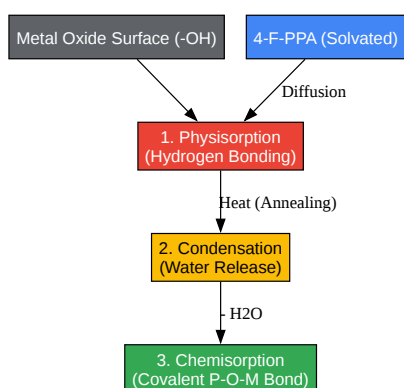 Metal Oxide Surface (-OH)
4-F-PPA (Solvated)
Diffusion
1. Physisorption
(Hydrogen Bonding)
Heat (Annealing)
2. Condensation
(Water Release)
- H2O
3. Chemisorption
(Covalent P-O-M Bond)